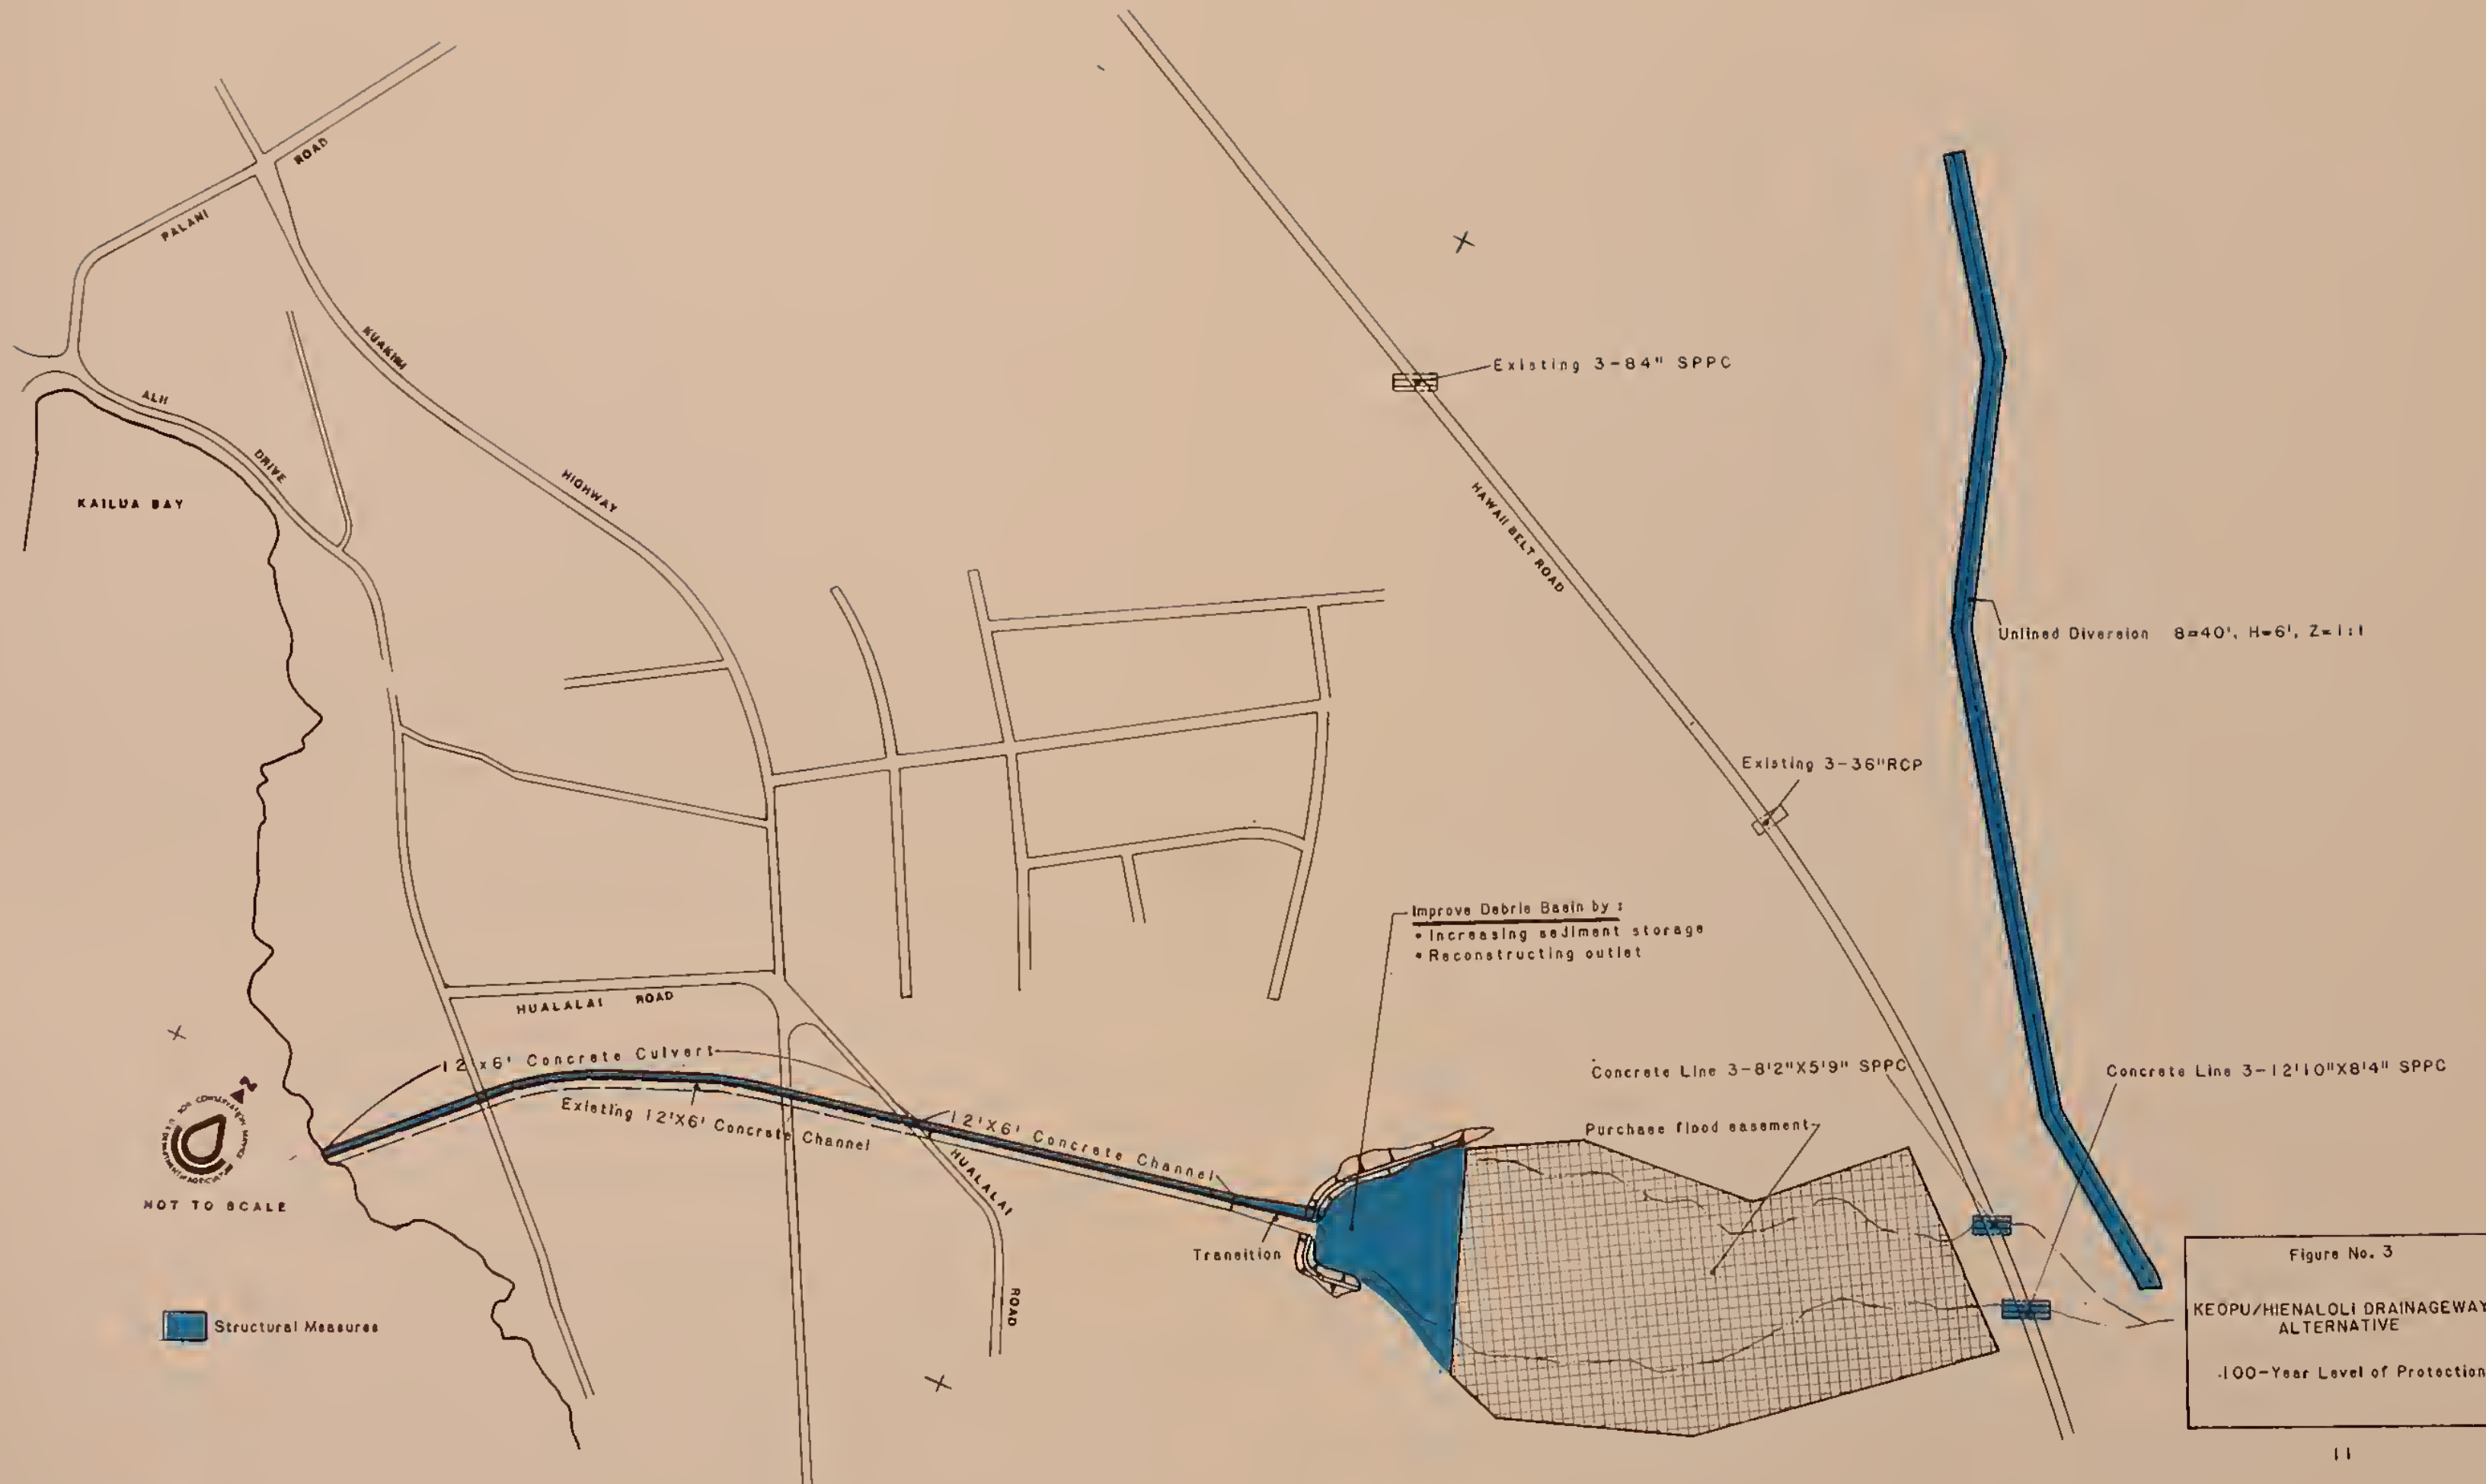 ROAD
PALANI
KUAKINI
HIGHWAY
ALII
DRIVE
KAILUA BAY
Existing 3-84" SPPC
HAWAII BELT ROAD
Unlined Diversion 8=40', H=6', Z=1:1
Existing 3-36"RCP
Improve Debris Basin by :
• Increasing sediment storage
• Reconstructing outlet
HUALALAI ROAD
12'x6' Concrete Culvert
Existing 12'X6' Concrete Channel
12'X6' Concrete Channel
HUALALAI
ROAD
Transition
Concrete Line 3-8'2"X5'9" SPPC
Concrete Line 3-12'10"X8'4" SPPC
Purchase flood easement
Z
NOT TO SCALE
Structural Measures
Figure No. 3
KEOPU/HIENALOLI DRAINAGEWAY
ALTERNATIVE
100-Year Level of Protection
11